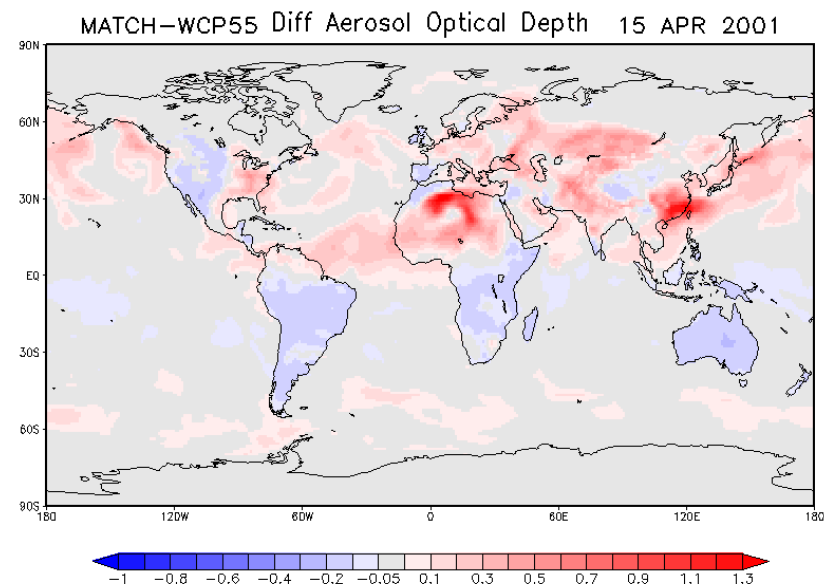 MATCH-WCP55 Diff Aerosol Optical Depth 15 APR 2001
90N
60N
30N
EQ
30S
60S
90S
180 120W 60W 0 60E 120E 180
-1 -0.8 -0.6 -0.4 -0.2 -0.05 0.1 0.3 0.5 0.7 0.9 1.1 1.3